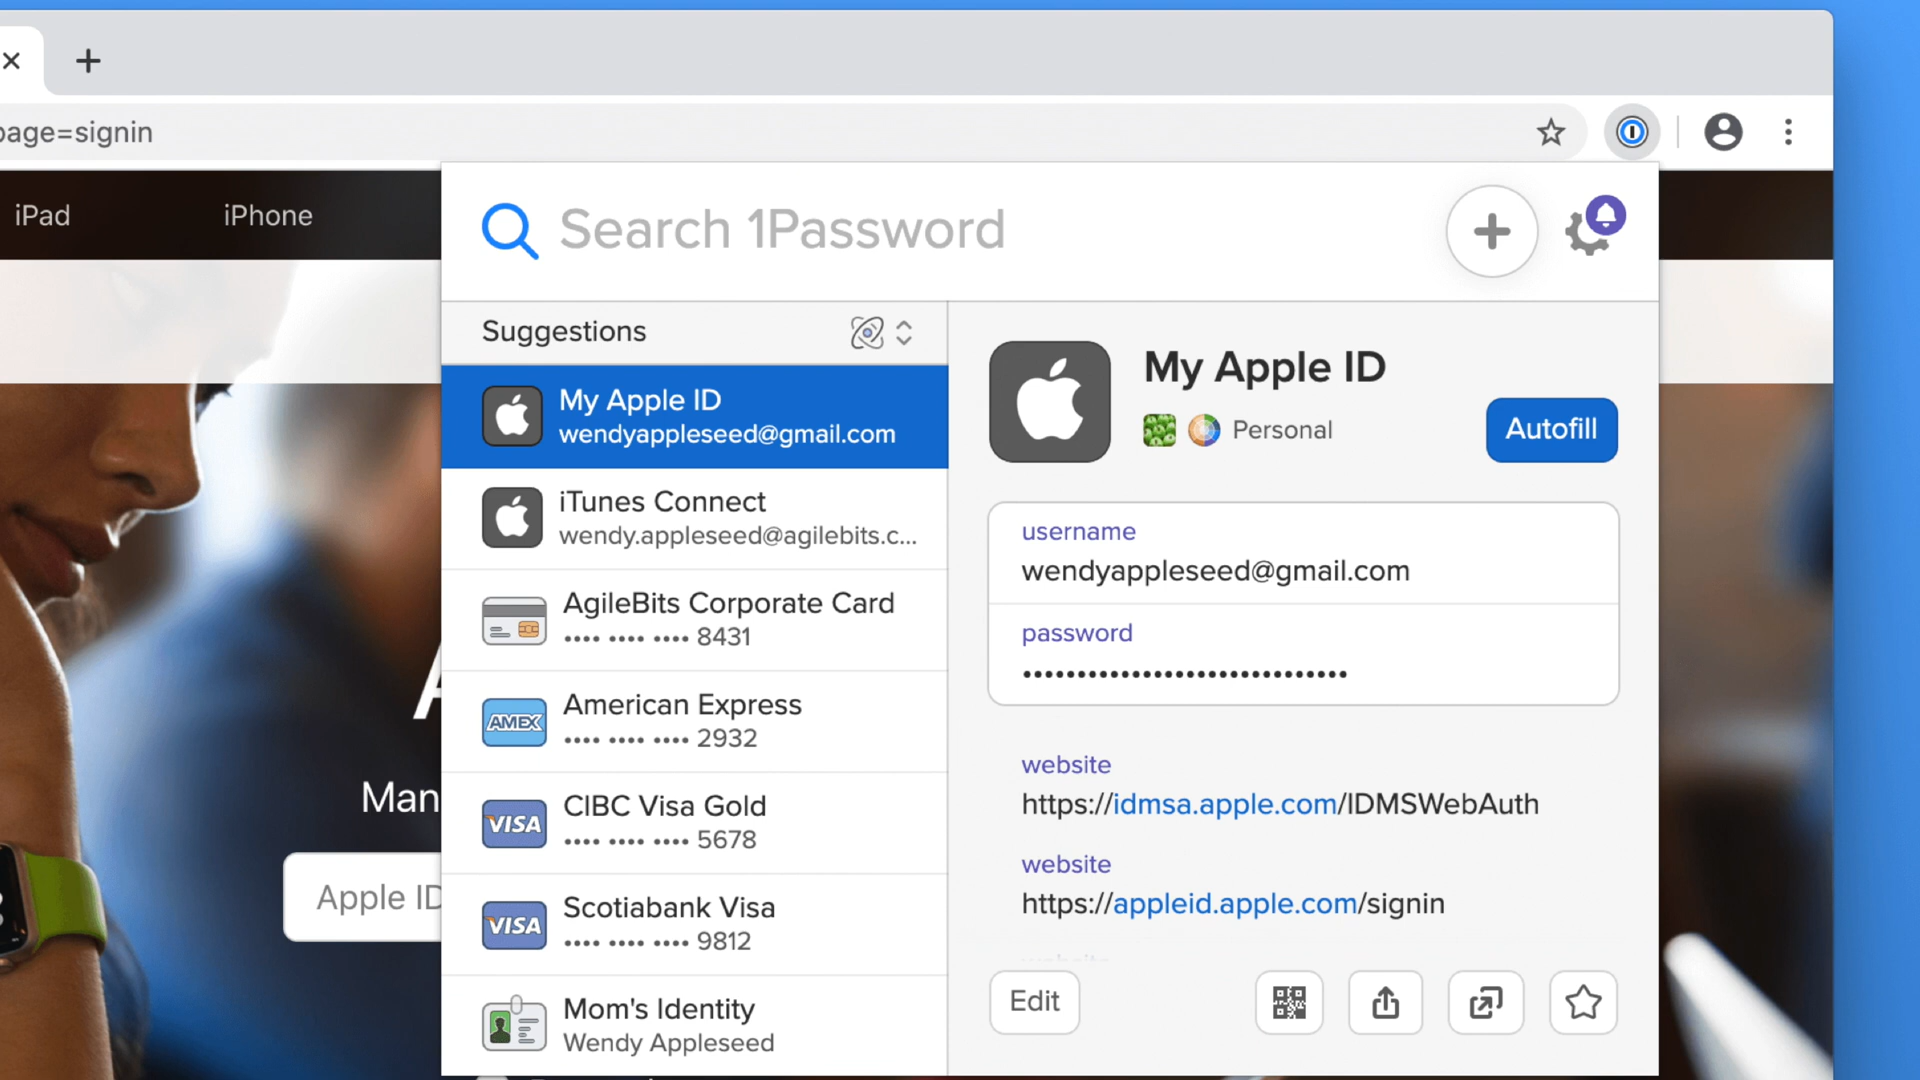 page=signin
iPad
iPhone
Search 1Password
Suggestions
My Apple ID
wendyappleseed@gmail.com
iTunes Connect
wendy.appleseed@agilebits.c...
AgileBits Corporate Card
•••• •••• •••• 8431
AMEX
American Express
•••• •••• •••• 2932
VISA
CIBC Visa Gold
•••• •••• •••• 5678
VISA
Scotiabank Visa
•••• •••• •••• 9812
Mom's Identity
Wendy Appleseed
My Apple ID
Personal
Autofill
username
wendyappleseed@gmail.com
password
••••••••••••••••••••••••••••••
website
https://idmsa.apple.com/IDMSWebAuth
website
https://appleid.apple.com/signin
website
Edit
Man
Apple ID